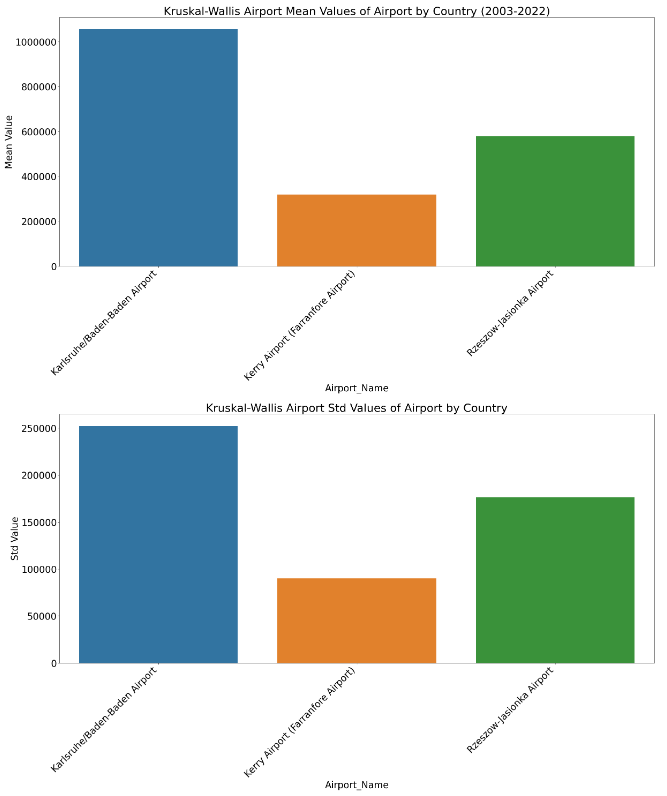 Kruskal-Wallis Airport Mean Values of Airport by Country (2003-2022)
1000000
800000
600000
400000
200000
0
Mean Value
Karlsruhe/Baden-Baden Airport
Kerry Airport (Farranfore Airport)
Rzeszow-Jasionka Airport
Airport_Name
Kruskal-Wallis Airport Std Values of Airport by Country
250000
200000
150000
100000
50000
0
Std Value
Karlsruhe/Baden-Baden Airport
Kerry Airport (Farranfore Airport)
Rzeszow-Jasionka Airport
Airport_Name